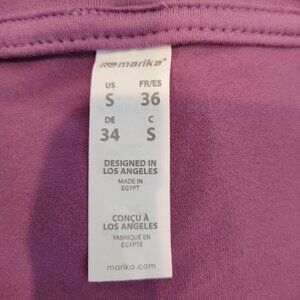 marika®
US FR/ES
S 36
DE C
34 S
DESIGNED IN
LOS ANGELES
MADE IN
EGYPT
CONÇU À
LOS ANGELES
FABRIQUÉ EN
ÉGYPTE
marika.com